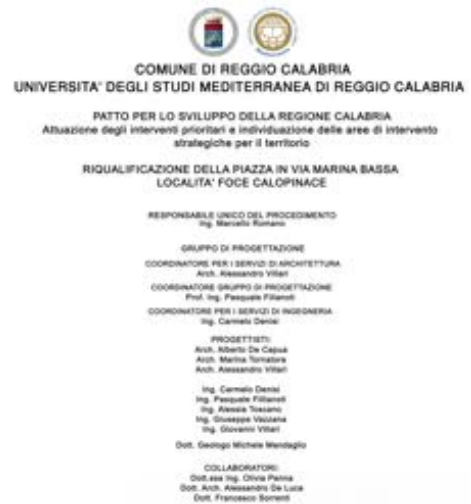 COMUNE DI REGGIO CALABRIA
UNIVERSITA' DEGLI STUDI MEDITERRANEA DI REGGIO CALABRIA
PATTO PER LO SVILUPPO DELLA REGIONE CALABRIA
Attuazione degli interventi prioritari e individuazione delle aree di intervento
strategiche per il territorio
RIQUALIFICAZIONE DELLA PIAZZA IN VIA MARINA BASSA
LOCALITA' FOCE CALOPINACE
RESPONSABILE UNICO DEL PROCEDIMENTO
Ing. Marcello Romano
GRUPPO DI PROGETTAZIONE
COORDINATORE PER I SERVIZI DI ARCHITETTURA
Arch. Alessandro Villari
COORDINATORE GRUPPO DI PROGETTAZIONE
Prof. Ing. Pasquale Filianoti
COORDINATORE PER I SERVIZI DI INGEGNERIA
Ing. Carmelo Denisi
PROGETTISTI:
Arch. Alberto De Capua
Arch. Marina Tornatora
Arch. Alessandro Villari
Ing. Carmelo Denisi
Ing. Pasquale Filianoti
Ing. Alessia Toscano
Ing. Giuseppe Vazzana
Ing. Giovanni Villari
Dott. Geologo Michele Mandaglio
COLLABORATORI:
Dott.ssa Ing. Olivia Penna
Dott. Arch. Alessandro De Luca
Dott. Francesco Sorrenti